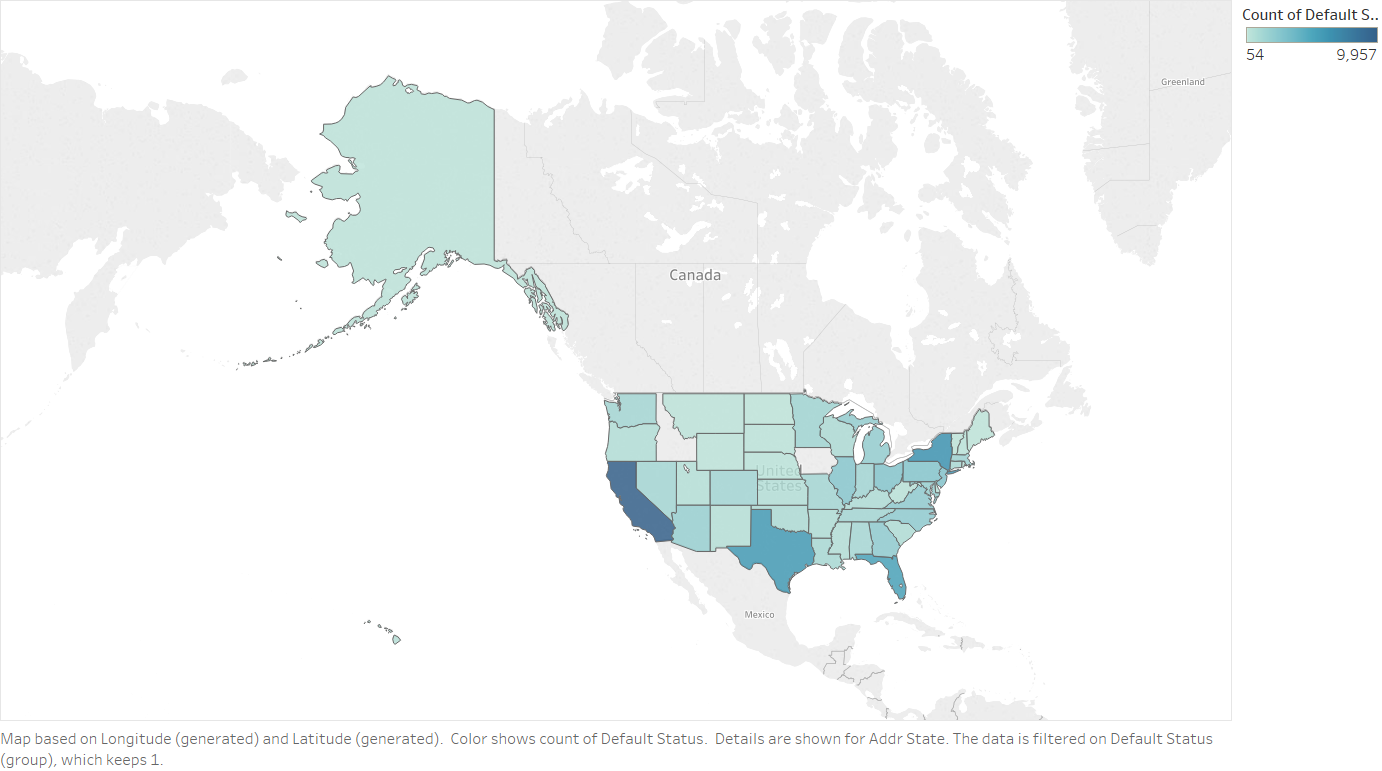 Count of Default S..
54 9,957
Greenland
Canada
United
States
Mexico
Map based on Longitude (generated) and Latitude (generated).  Color shows count of Default Status.  Details are shown for Addr State. The data is filtered on Default Status
(group), which keeps 1.